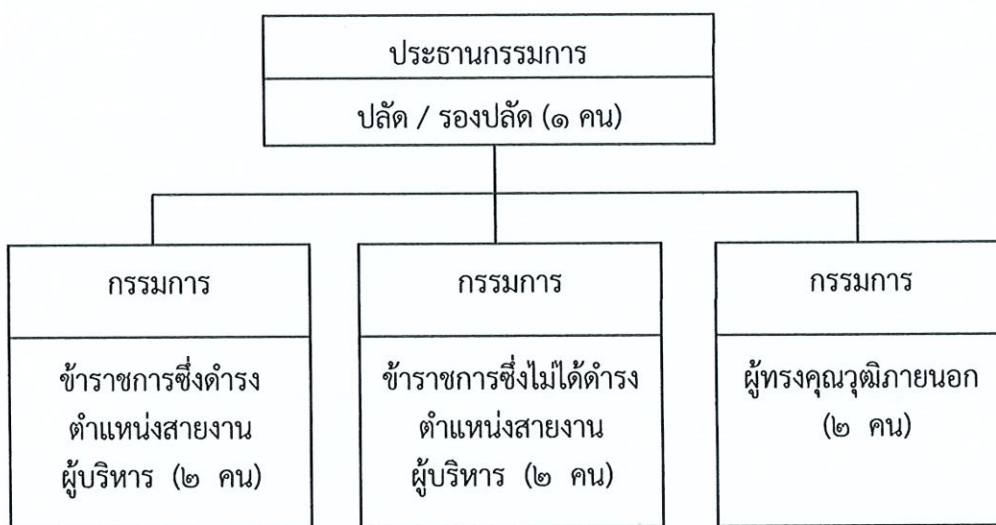 ประธานกรรมการ
ปลัด / รองปลัด (๑ คน)
กรรมการ
ข้าราชการซึ่งดำรง
ตำแหน่งสายงาน
ผู้บริหาร (๒ คน)
กรรมการ
ข้าราชการซึ่งไม่ได้ดำรง
ตำแหน่งสายงาน
ผู้บริหาร (๒ คน)
กรรมการ
ผู้ทรงคุณวุฒิภายนอก
(๒ คน)